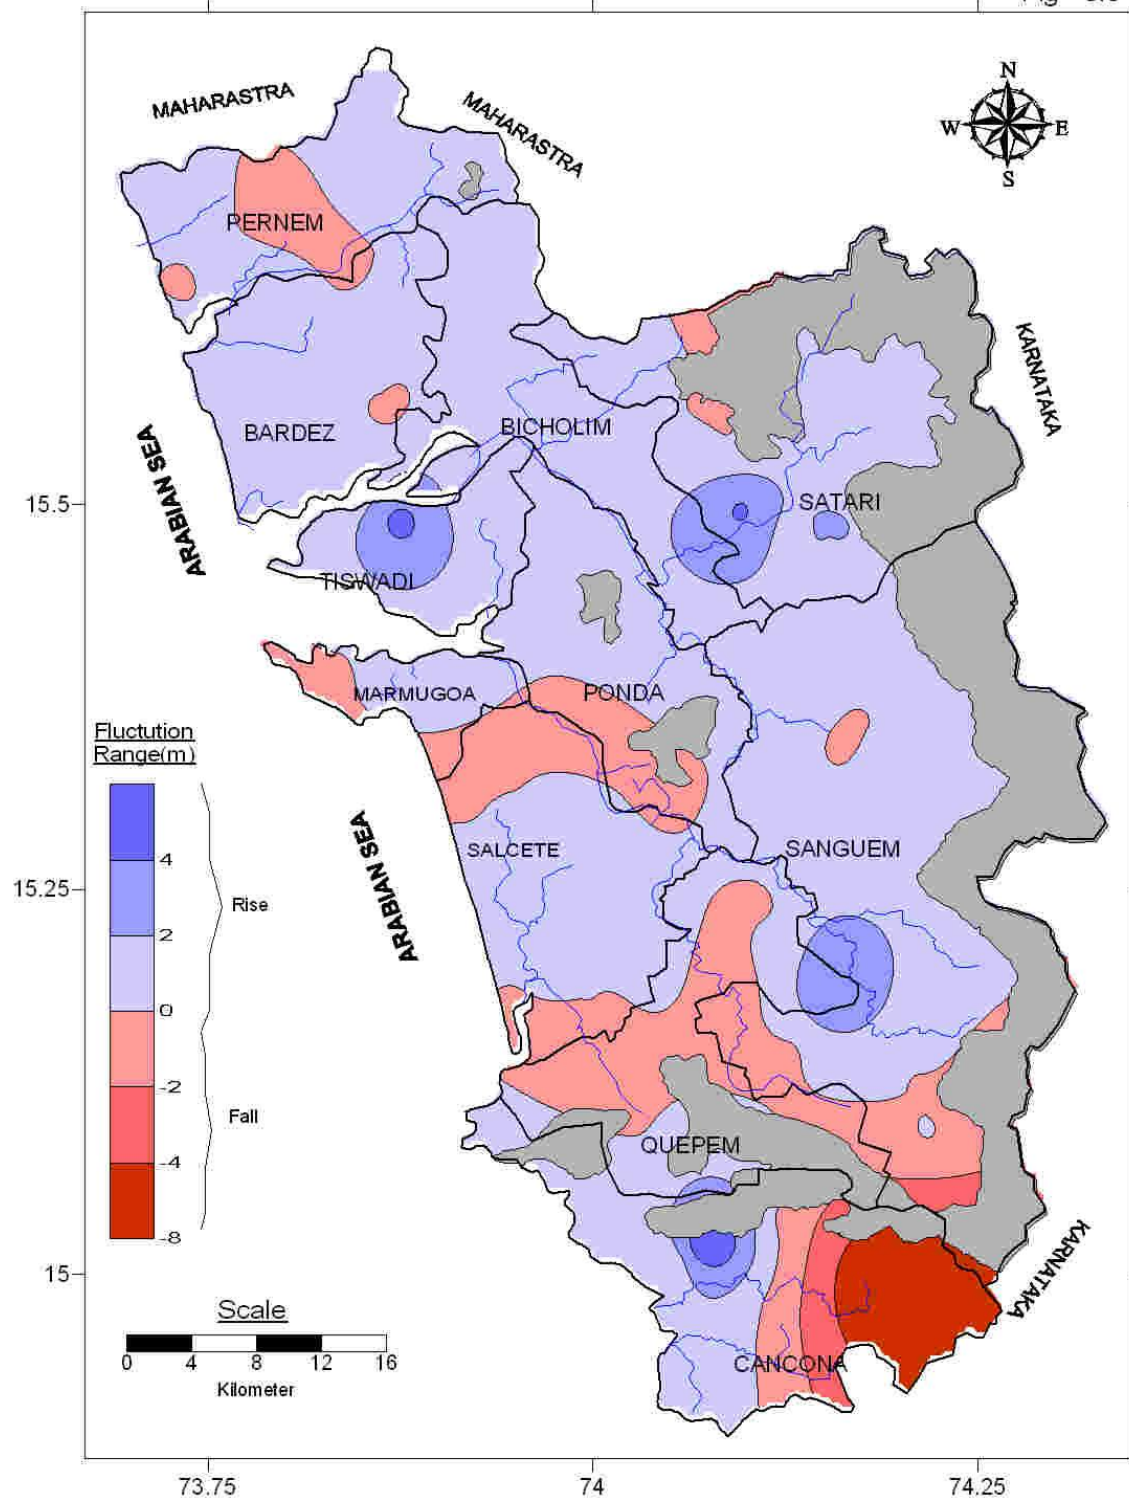 N
W E
S
MAHARASTRA
MAHARASTRA
PERNEM
KARNATAKA
BARDEZ
BICHOLIM
ARABIAN SEA
15.5
SATARI
TISWADI
MARMUGOA
PONDA
Fluctution
Range(m)
4
2
0
-2
-4
-8
Rise
Fall
ARABIAN SEA
SALCETE
SANGUEM
15.25
QUEPEM
15
KARNATAKA
CANCONA
Scale
0 4 8 12 16
Kilometer
73.75 74 74.25